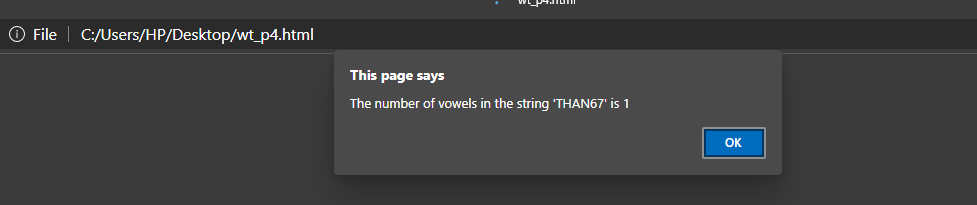 wt_p4.html
File C:/Users/HP/Desktop/wt_p4.html
This page says
The number of vowels in the string 'THAN67' is 1
OK